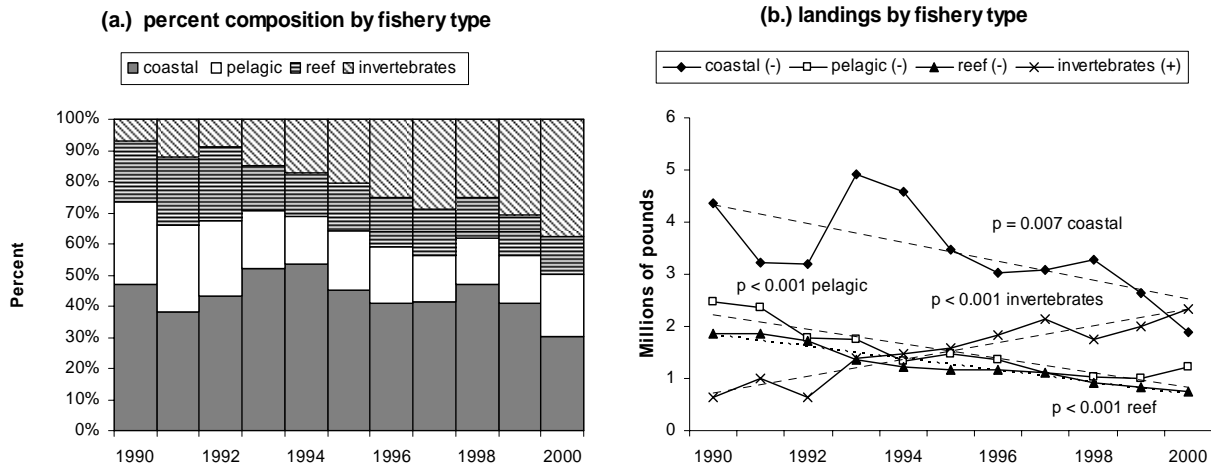 (a.) percent composition by fishery type
coastal pelagic reef invertebrates
100%
90%
80%
70%
60%
50%
40%
30%
20%
10%
0%
Percent
1990 1992 1994 1996 1998 2000
(b.) landings by fishery type
coastal (-) pelagic (-) reef (-) invertebrates (+)
6
5
4
3
2
1
0
Millions of pounds
p = 0.007 coastal
p < 0.001 pelagic
p < 0.001 invertebrates
p < 0.001 reef
1990 1992 1994 1996 1998 2000